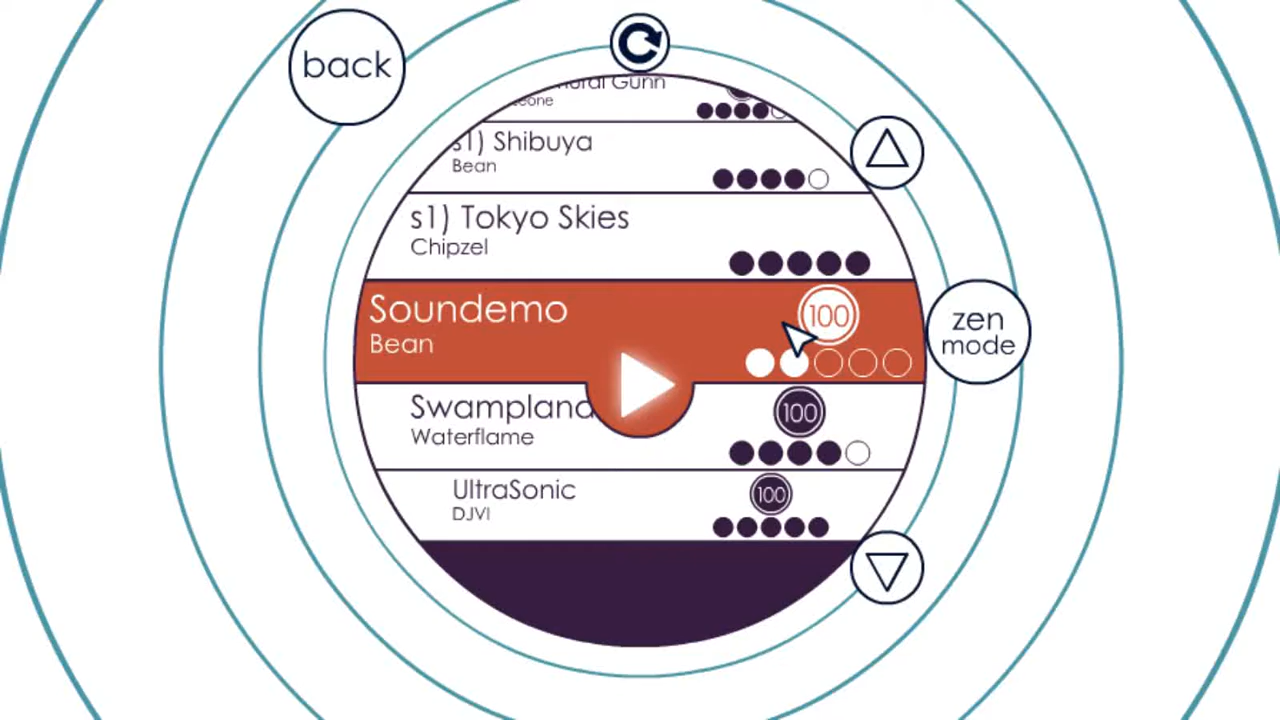 back
Gunn
s1) Shibuya
Bean
s1) Tokyo Skies
Chipzel
Soundemo
Bean
100
zen
mode
Swampland
Waterflame
100
UltraSonic
DJVI
100